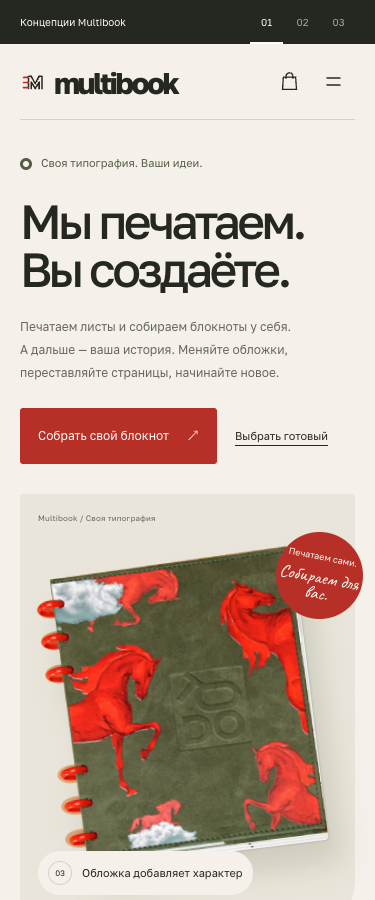 Концепции Multibook
01 02 03
multibook
Своя типография. Ваши идеи.
Мы печатаем.
Вы создаёте.
Печатаем листы и собираем блокноты у себя.
А дальше — ваша история. Меняйте обложки,
переставляйте страницы, начинайте новое.
Собрать свой блокнот ↗
Выбрать готовый
Multibook / Своя типография
Печатаем сами.
Собираем для
вас.
03 Обложка добавляет характер